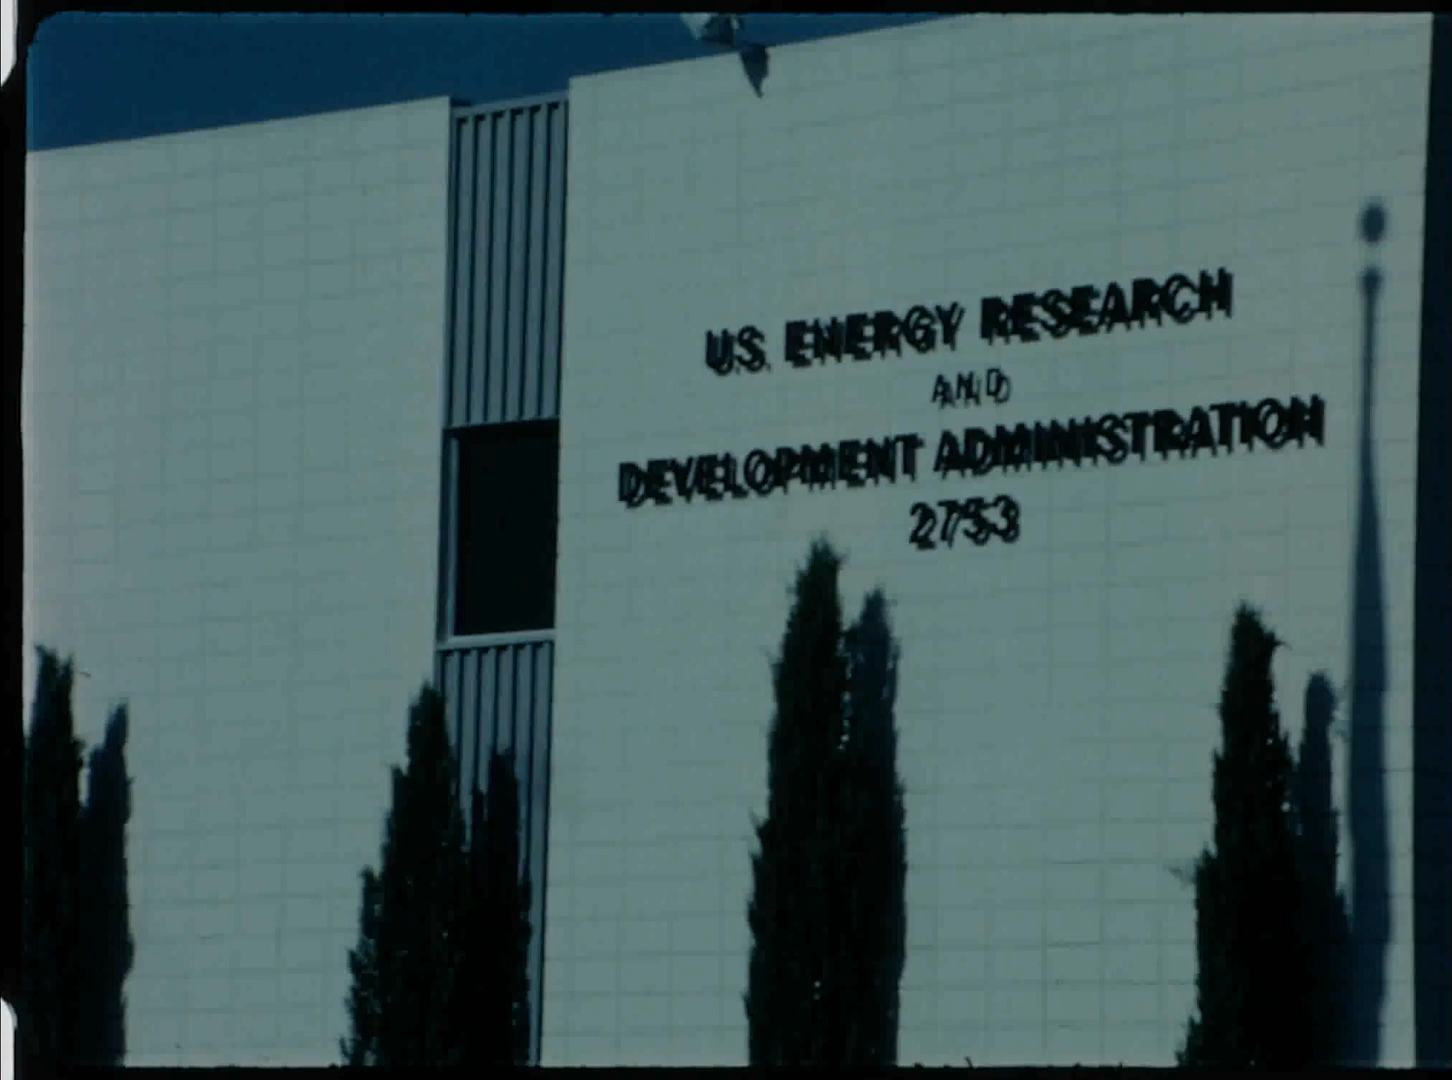 U.S. ENERGY RESEARCH
AND
DEVELOPMENT ADMINISTRATION
2753